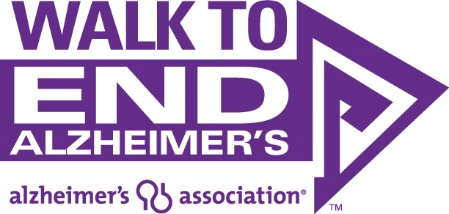 WALK TO
END
ALZHEIMER'S
alzheimer's association®
TM